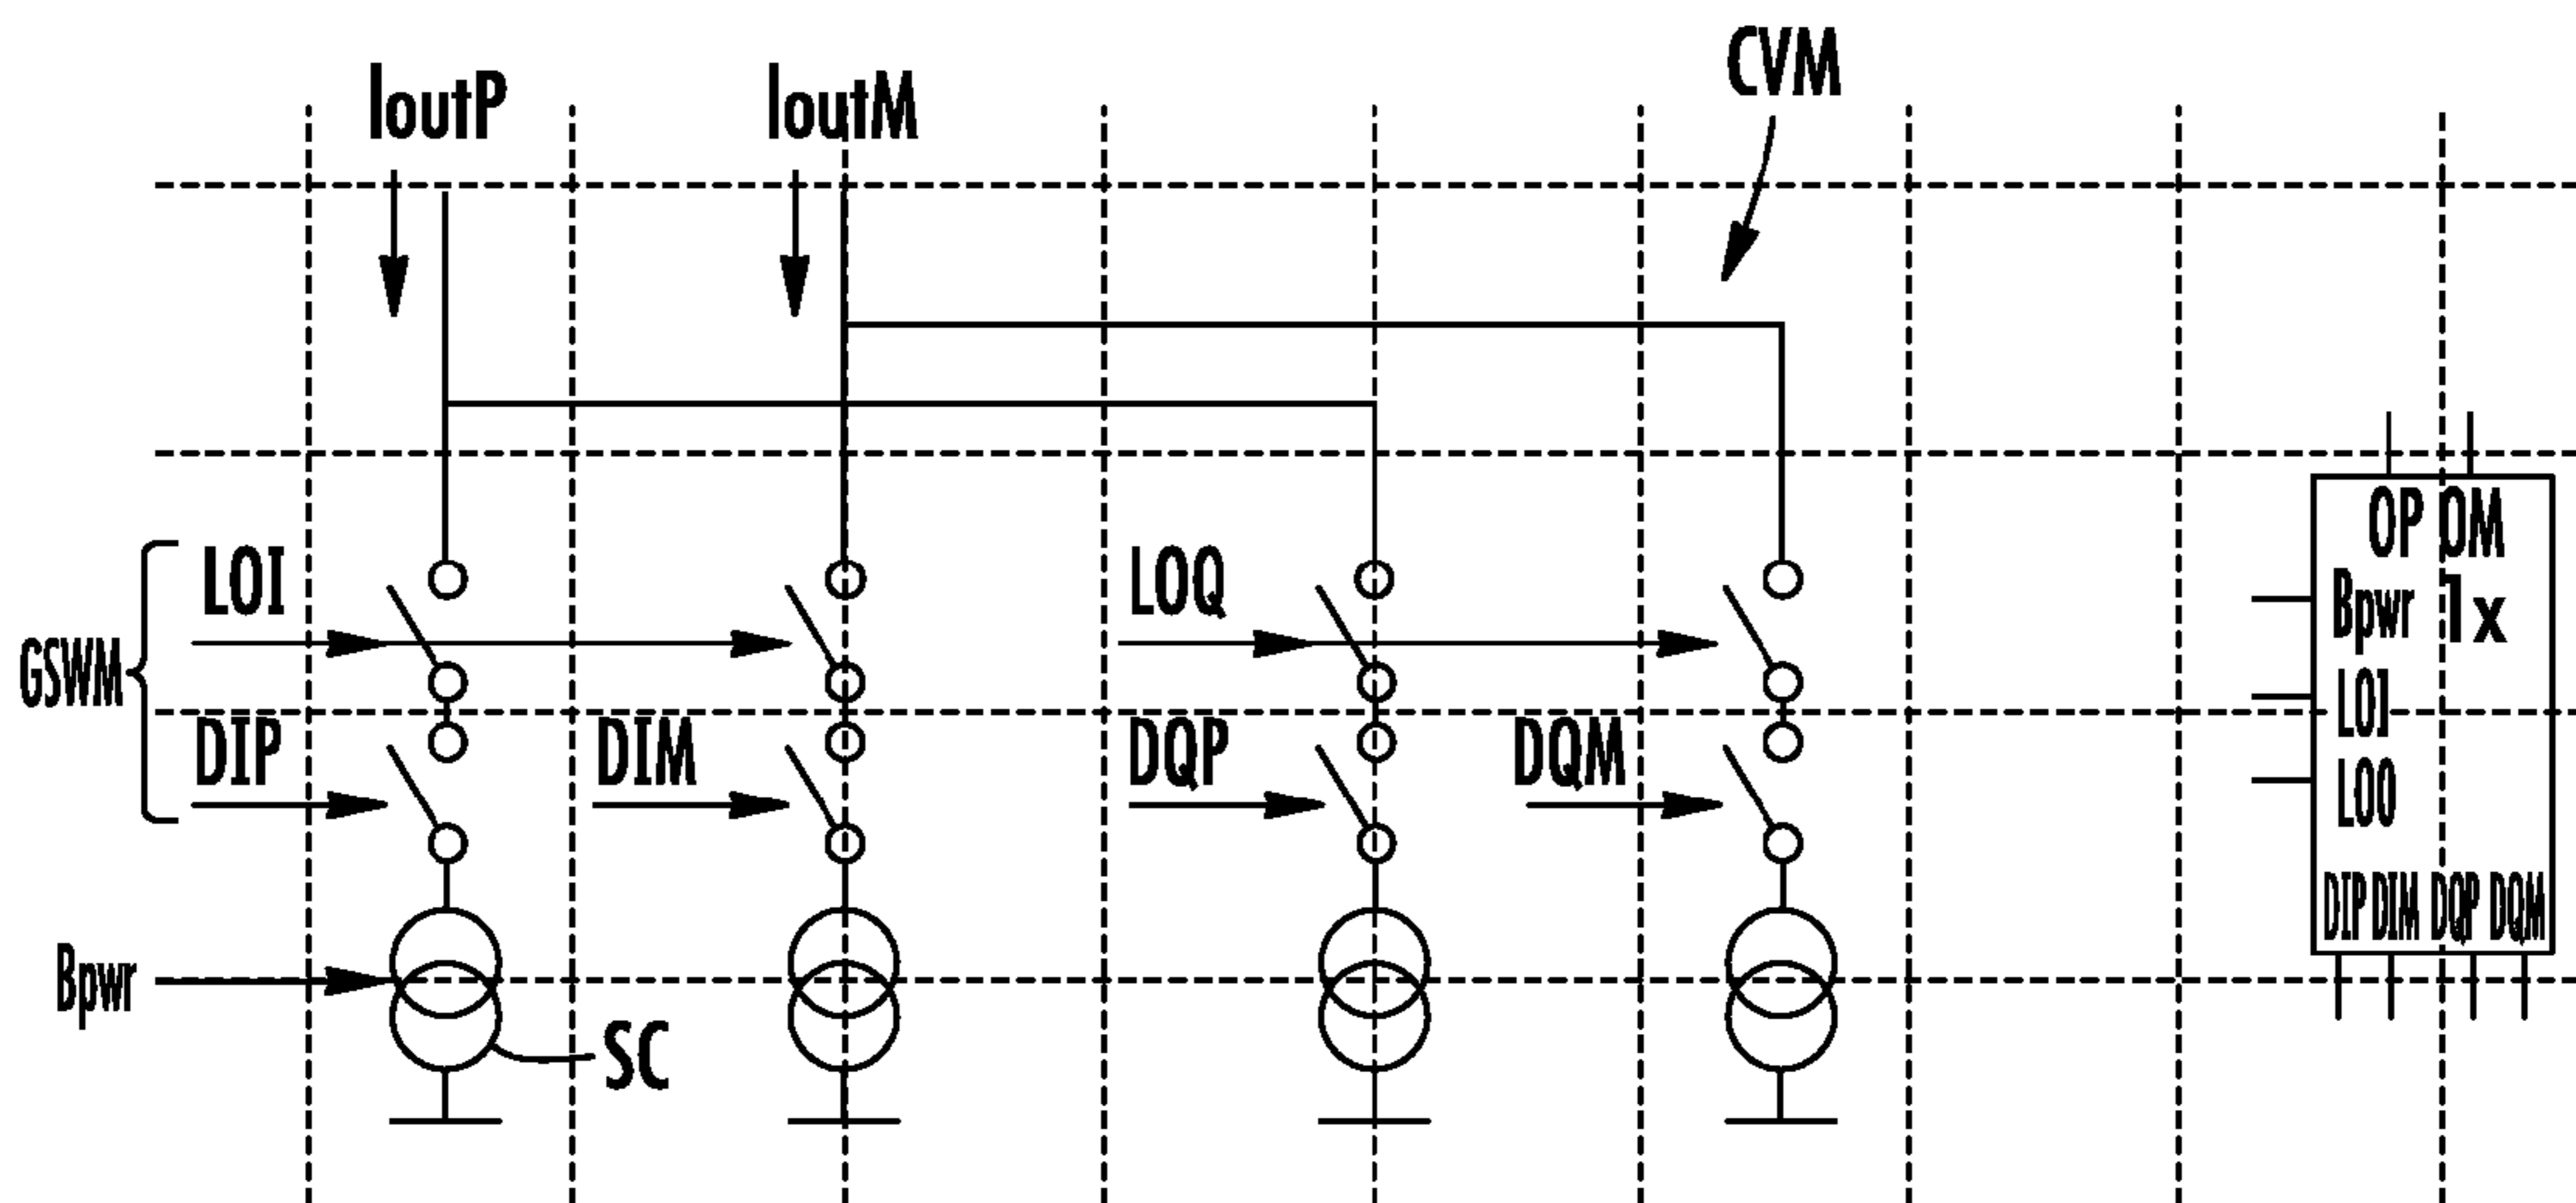 CVM
IoutP IoutM
OP OM
LOI LOQ
Bpwr 1x
GSWM
LOI
DIP DIM DQP DQM
LOO
DIP DIM DQP DQM
Bpwr
SC